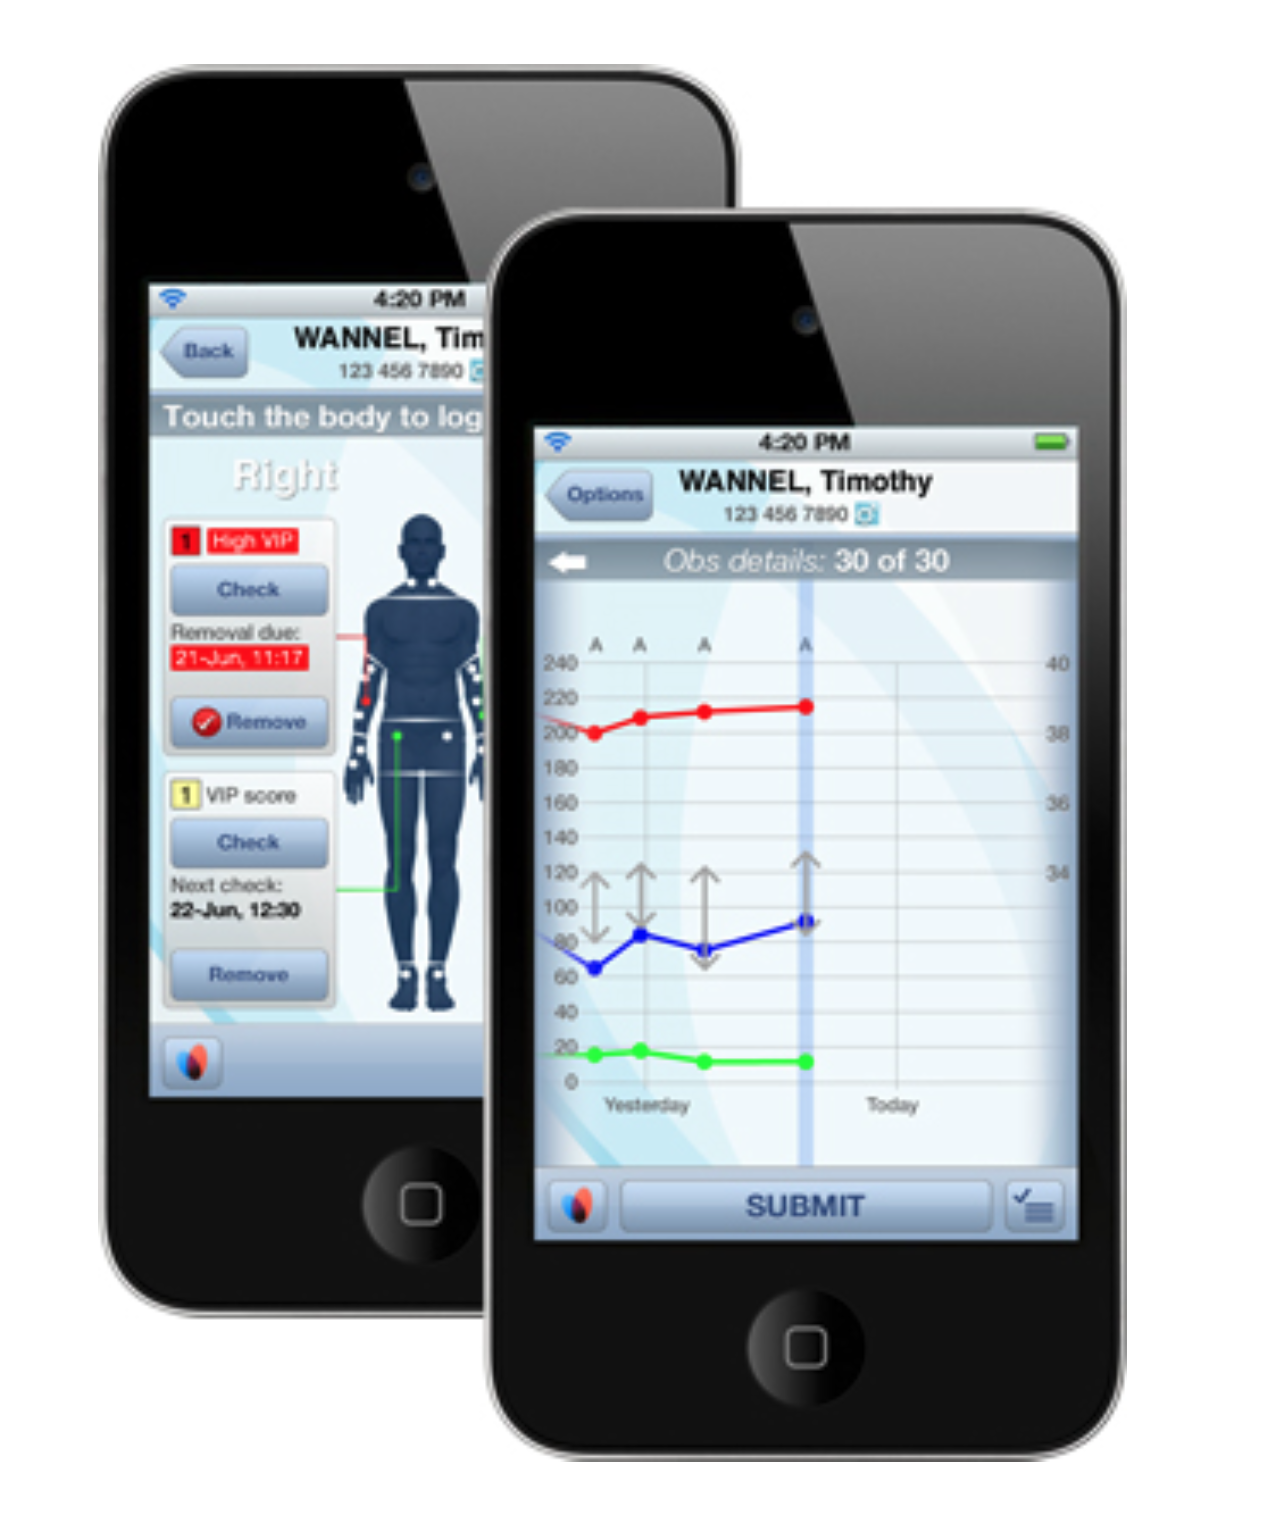 4:20 PM
Back
WANNEL, Tim
123 456 7890
Touch the body to log
Right
1 High VIP
Check
Removal due:
21-Jun, 11:17
Remove
1 VIP score
Check
Next check:
22-Jun, 12:30
Remove
4:20 PM
Options
WANNEL, Timothy
123 456 7890
Obs details: 30 of 30
A A A A
240 40
220
200 38
180
160 36
140
120 34
100
80
60
40
20
0
Yesterday Today
SUBMIT